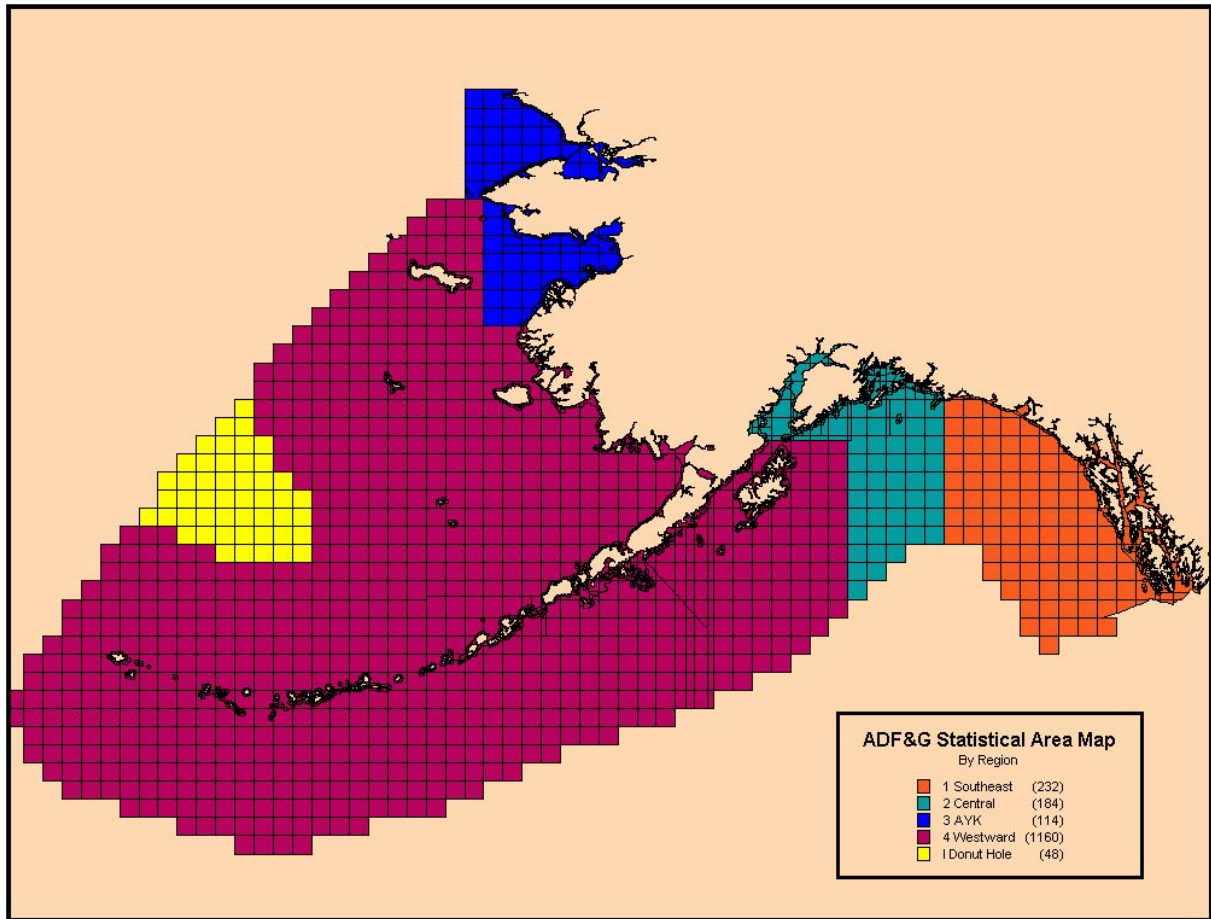 ADF&G Statistical Area Map
By Region
1 Southeast (232)
2 Central (184)
3 AYK (114)
4 Westward (1160)
I Donut Hole (48)